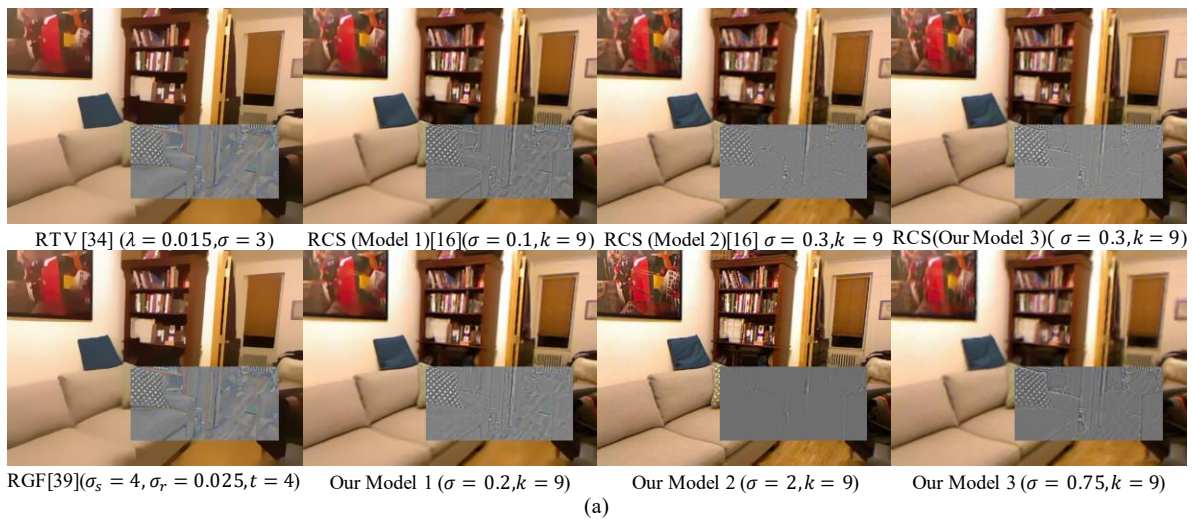 RTV [34] (λ = 0.015,σ = 3) RCS (Model 1)[16](σ = 0.1,k = 9) RCS (Model 2)[16] σ = 0.3,k = 9 RCS(Our Model 3)( σ = 0.3,k = 9)
RGF[39](σ_s = 4, σ_r = 0.025,t = 4) Our Model 1 (σ = 0.2,k = 9) Our Model 2 (σ = 2,k = 9) Our Model 3 (σ = 0.75,k = 9)
(a)